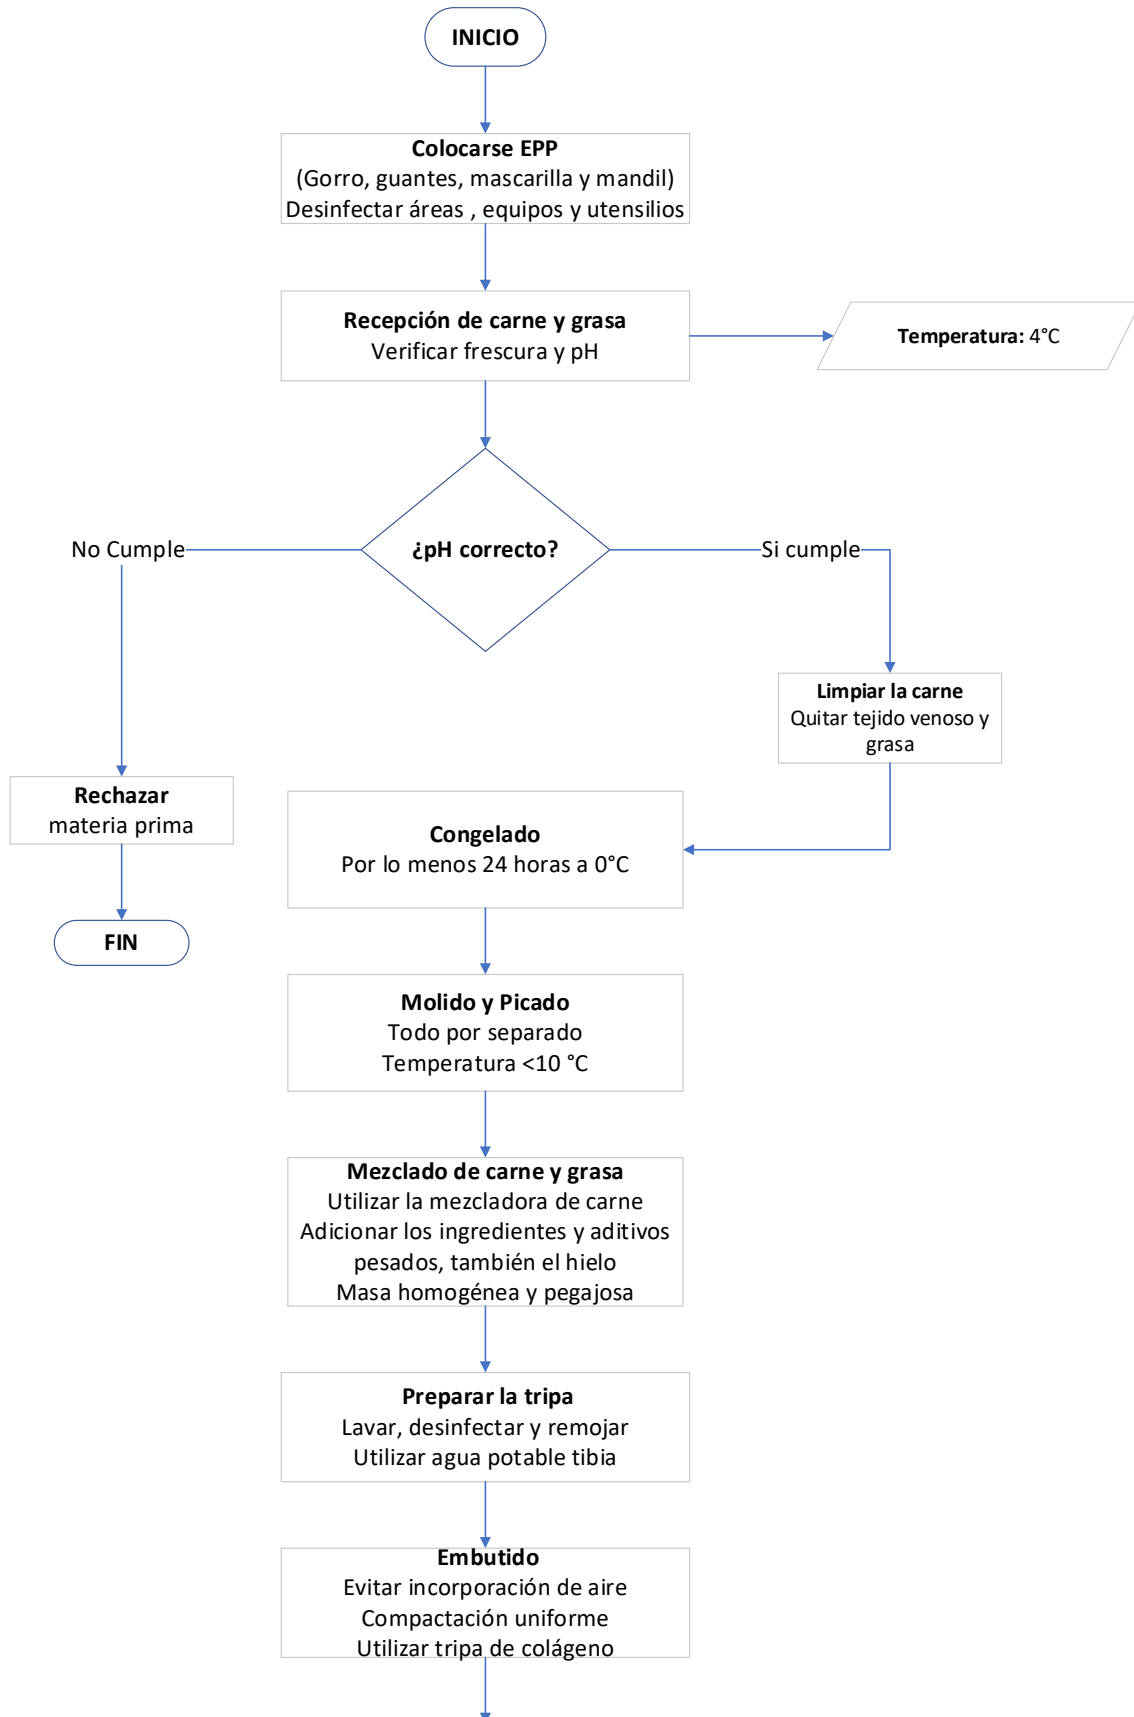 INICIO
Colocarse EPP
(Gorro, guantes, mascarilla y mandil)
Desinfectar áreas , equipos y utensilios
Recepción de carne y grasa
Verificar frescura y pH
Temperatura: 4°C
¿pH correcto?
No Cumple
Si cumple
Limpiar la carne
Quitar tejido venoso y
grasa
Rechazar
materia prima
FIN
Congelado
Por lo menos 24 horas a 0°C
Molido y Picado
Todo por separado
Temperatura <10 °C
Mezclado de carne y grasa
Utilizar la mezcladora de carne
Adicionar los ingredientes y aditivos
pesados, también el hielo
Masa homogénea y pegajosa
Preparar la tripa
Lavar, desinfectar y remojar
Utilizar agua potable tibia
Embutido
Evitar incorporación de aire
Compactación uniforme
Utilizar tripa de colágeno